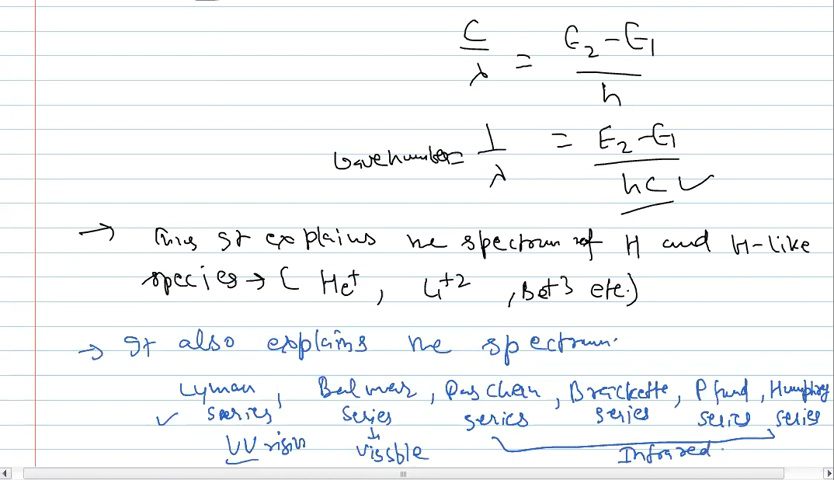 C/λ = E2-E1/h
Wavenumber = 1/λ = E2-E1/hc ✓
→ This It explains the spectrum of H and H-like
species → ( He+, Li+2, Be+3 etc.)
→ It also explains the spectrum.
Lyman series, Balmer series, Paschan series, Brackette series, Pfund series, Humphry series
✓ UV visible Infrared.